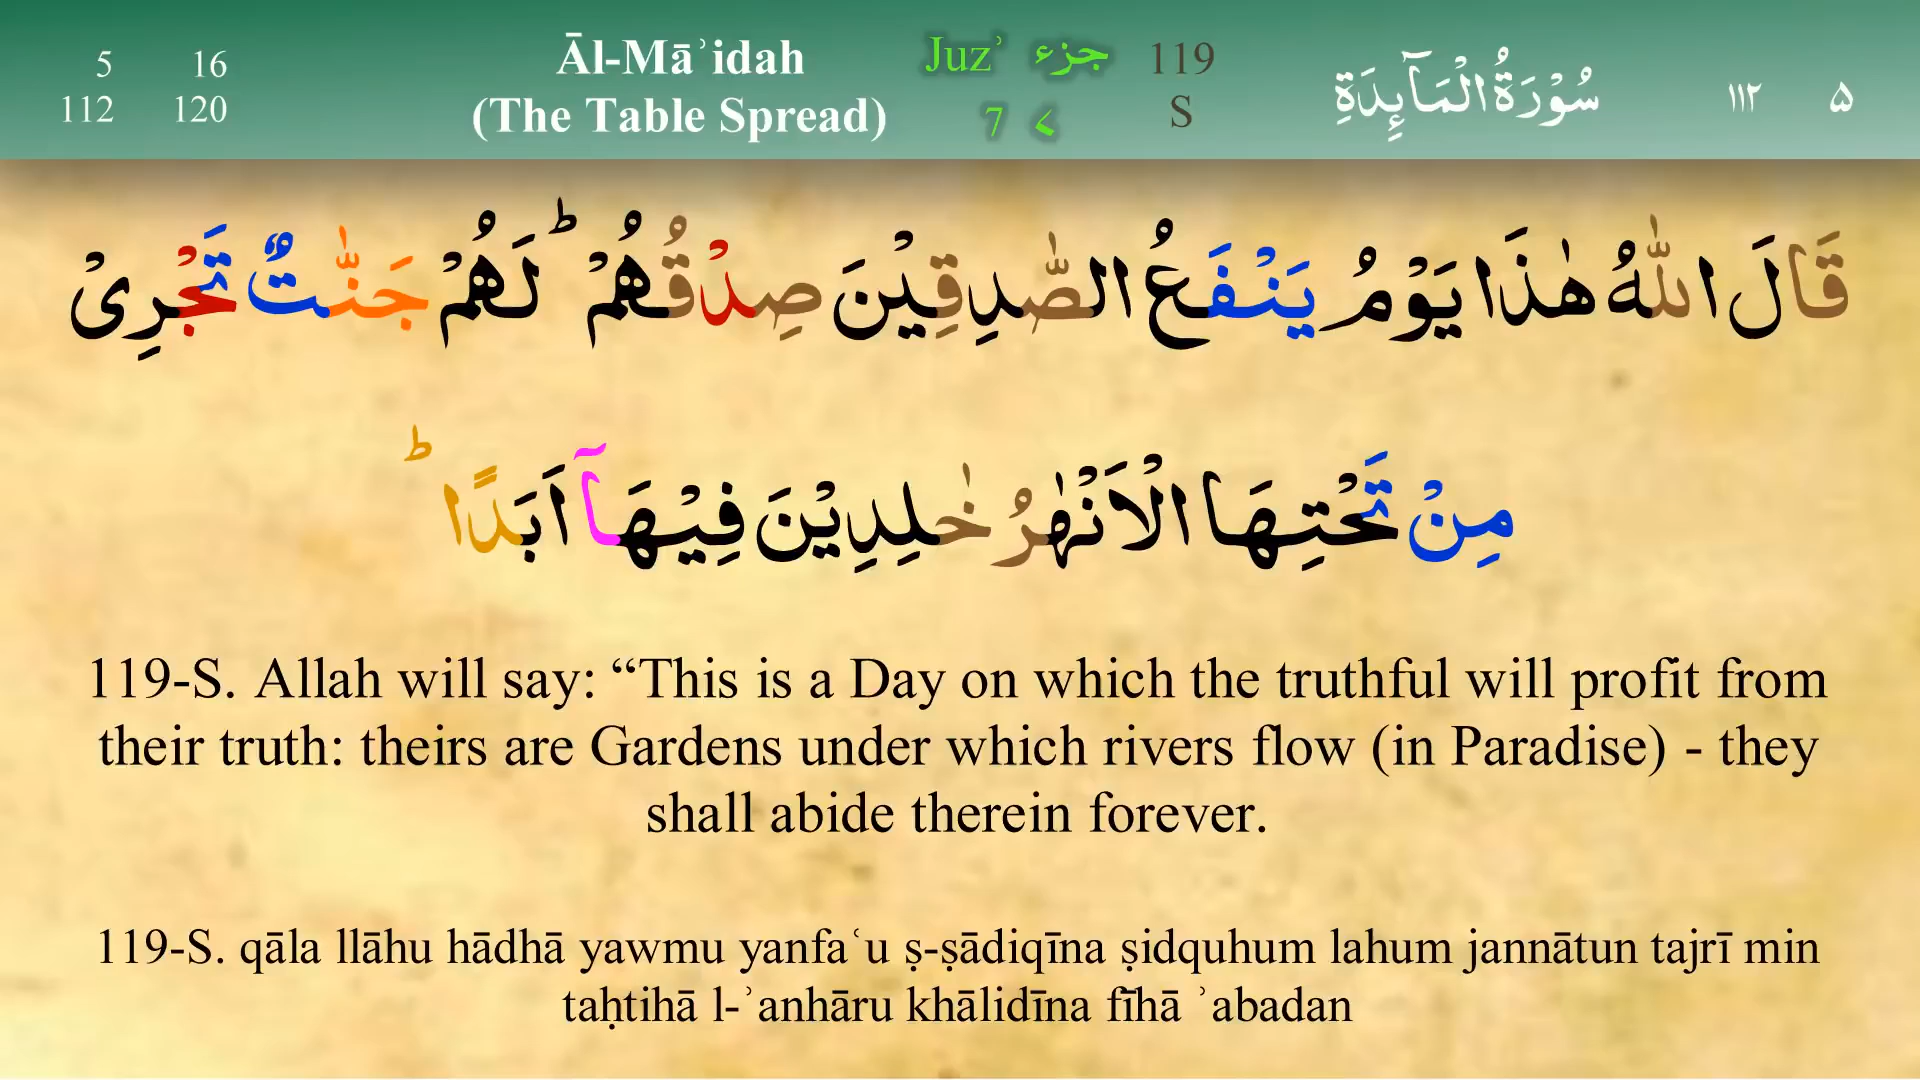 5 16
112 120
Āl-Māʾidah
(The Table Spread)
Juzʾ جزء
7 ٧
119
S
سُوْرَةُ الْمَآئِدَةِ ١١٢ ۵
قَالَ اللّٰهُ هٰذَا يَوْمُ يَنْفَعُ الصّٰدِقِيْنَ صِدْقُهُمْ ؕ لَهُمْ جَنّٰتٌ تَجْرِىْ
مِنْ تَحْتِهَا الْاَنْهٰرُ خٰلِدِيْنَ فِيْهَاۤ اَبَدًا ؕ
119-S. Allah will say: “This is a Day on which the truthful will profit from
their truth: theirs are Gardens under which rivers flow (in Paradise) - they
shall abide therein forever.
119-S. qāla llāhu hādhā yawmu yanfaʿu ṣ-ṣādiqīna ṣidquhum lahum jannātun tajrī min
taḥtihā l-ʾanhāru khālidīna fīhā ʾabadan